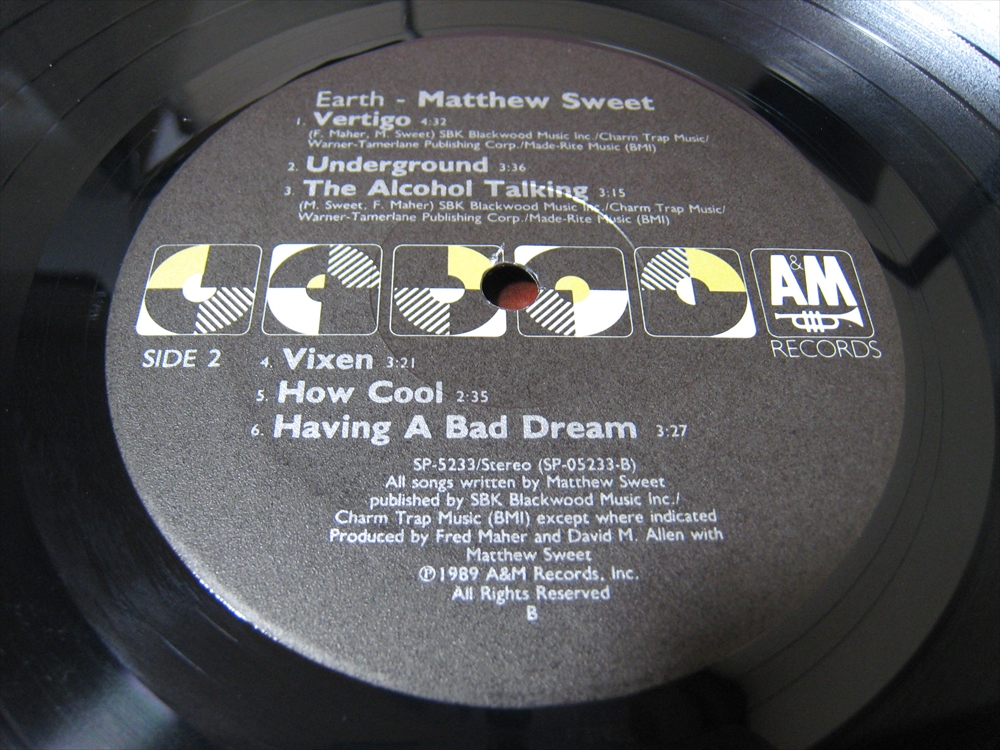 Earth - Matthew Sweet
1. Vertigo 4:32
(F. Maher, M. Sweet) SBK Blackwood Music Inc./Charm Trap Music/
Warner-Tamerlane Publishing Corp./Made-Rite Music (BMI)
2. Underground 3:36
3. The Alcohol Talking 3:15
(M. Sweet, F. Maher) SBK Blackwood Music Inc./Charm Trap Music/
Warner-Tamerlane Publishing Corp./Made-Rite Music (BMI)
A&M
RECORDS
SIDE 2
4. Vixen 3:21
5. How Cool 2:35
6. Having A Bad Dream 3:27
SP-5233/Stereo (SP-05233-B)
All songs written by Matthew Sweet
published by SBK Blackwood Music Inc./
Charm Trap Music (BMI) except where indicated
Produced by Fred Maher and David M. Allen with
Matthew Sweet
℗1989 A&M Records, Inc.
All Rights Reserved
B